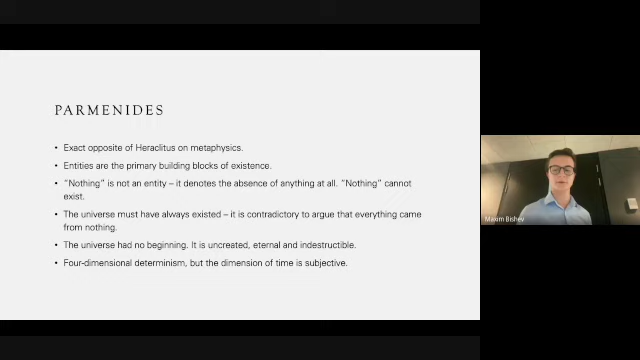 PARMENIDES
• Exact opposite of Heraclitus on metaphysics.
• Entities are the primary building blocks of existence.
• "Nothing" is not an entity – it denotes the absence of anything at all. "Nothing" cannot
exist.
• The universe must have always existed – it is contradictory to argue that everything came
from nothing.
• The universe had no beginning. It is uncreated, eternal and indestructible.
• Four-dimensional determinism, but the dimension of time is subjective.
Maxim Bishev